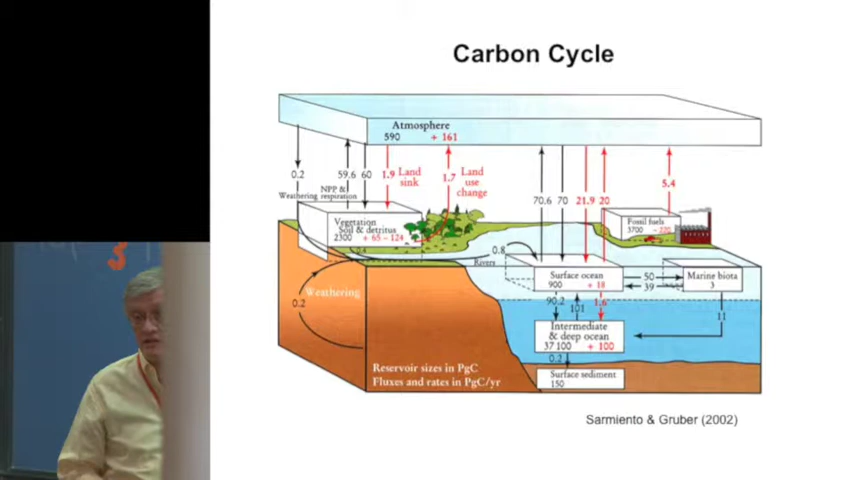 Carbon Cycle
Atmosphere
590 + 161
0.2
59.6
60
1.9
Land
sink
1.7
Land
use
change
70.6
70
21.9
20
5.4
Weathering
NPP &
respiration
Vegetation
Soil & detritus
2300 + 65 – 124
Fossil fuels
3700 – 220
0.8
Rivers
0.2
Weathering
Surface ocean
900 + 18
50
39
Marine biota
3
90.2
101
1.6
11
Intermediate
& deep ocean
37 100 + 100
0.2
Surface sediment
150
Reservoir sizes in PgC
Fluxes and rates in PgC/yr
Sarmiento & Gruber (2002)